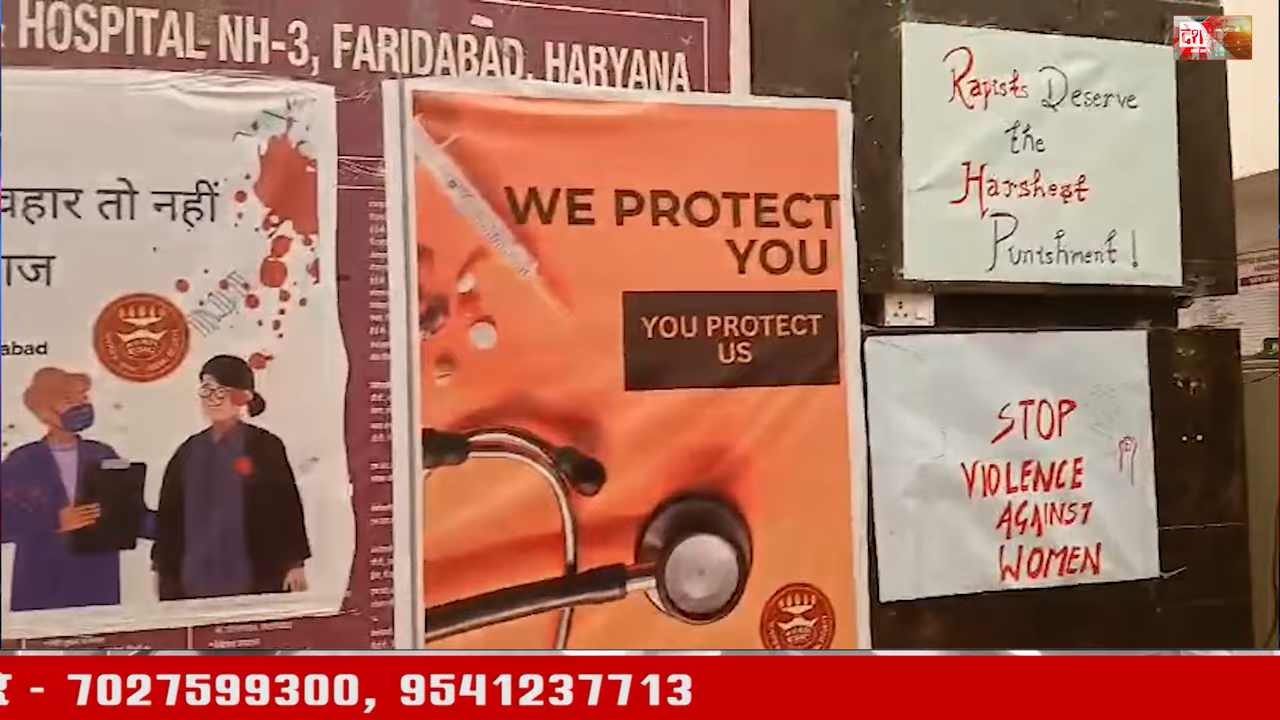 HOSPITAL NH-3, FARIDABAD, HARYANA
तो नहीं
abad
WE PROTECT
YOU
YOU PROTECT
US
Rapists Deserve
the
Harshest
Punishment!
STOP
VIOLENCE
AGAINST
WOMEN
देश
- 7027599300, 9541237713